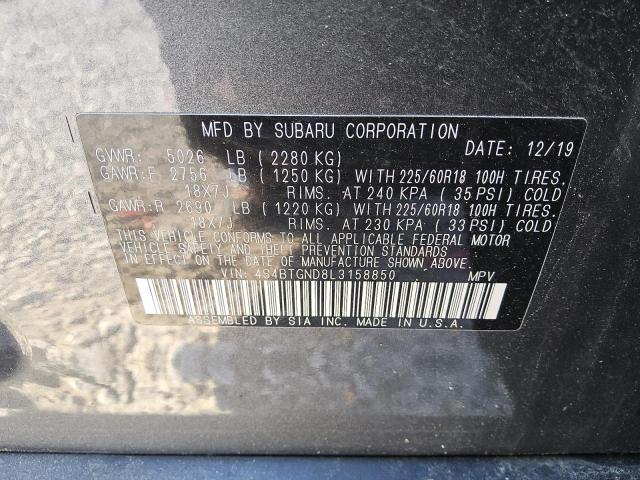 MFD BY SUBARU CORPORATION
DATE: 12/19
GVWR: 5026 LB (2280 KG)
GAWR:F 2756 LB (1250 KG) WITH 225/60R18 100H TIRES.
18X7J RIMS. AT 240 KPA (35 PSI) COLD
GAWR:R 2690 LB (1220 KG) WITH 225/60R18 100H TIRES.
18X7J RIMS. AT 230 KPA (33 PSI) COLD
THIS VEHICLE CONFORMS TO ALL APPLICABLE FEDERAL MOTOR
VEHICLE SAFETY AND THEFT PREVENTION STANDARDS
IN EFFECT ON THE DATE OF MANUFACTURE SHOWN ABOVE.
VIN: 4S4BTGND8L3158850 MPV
ASSEMBLED BY SIA INC. MADE IN U.S.A.